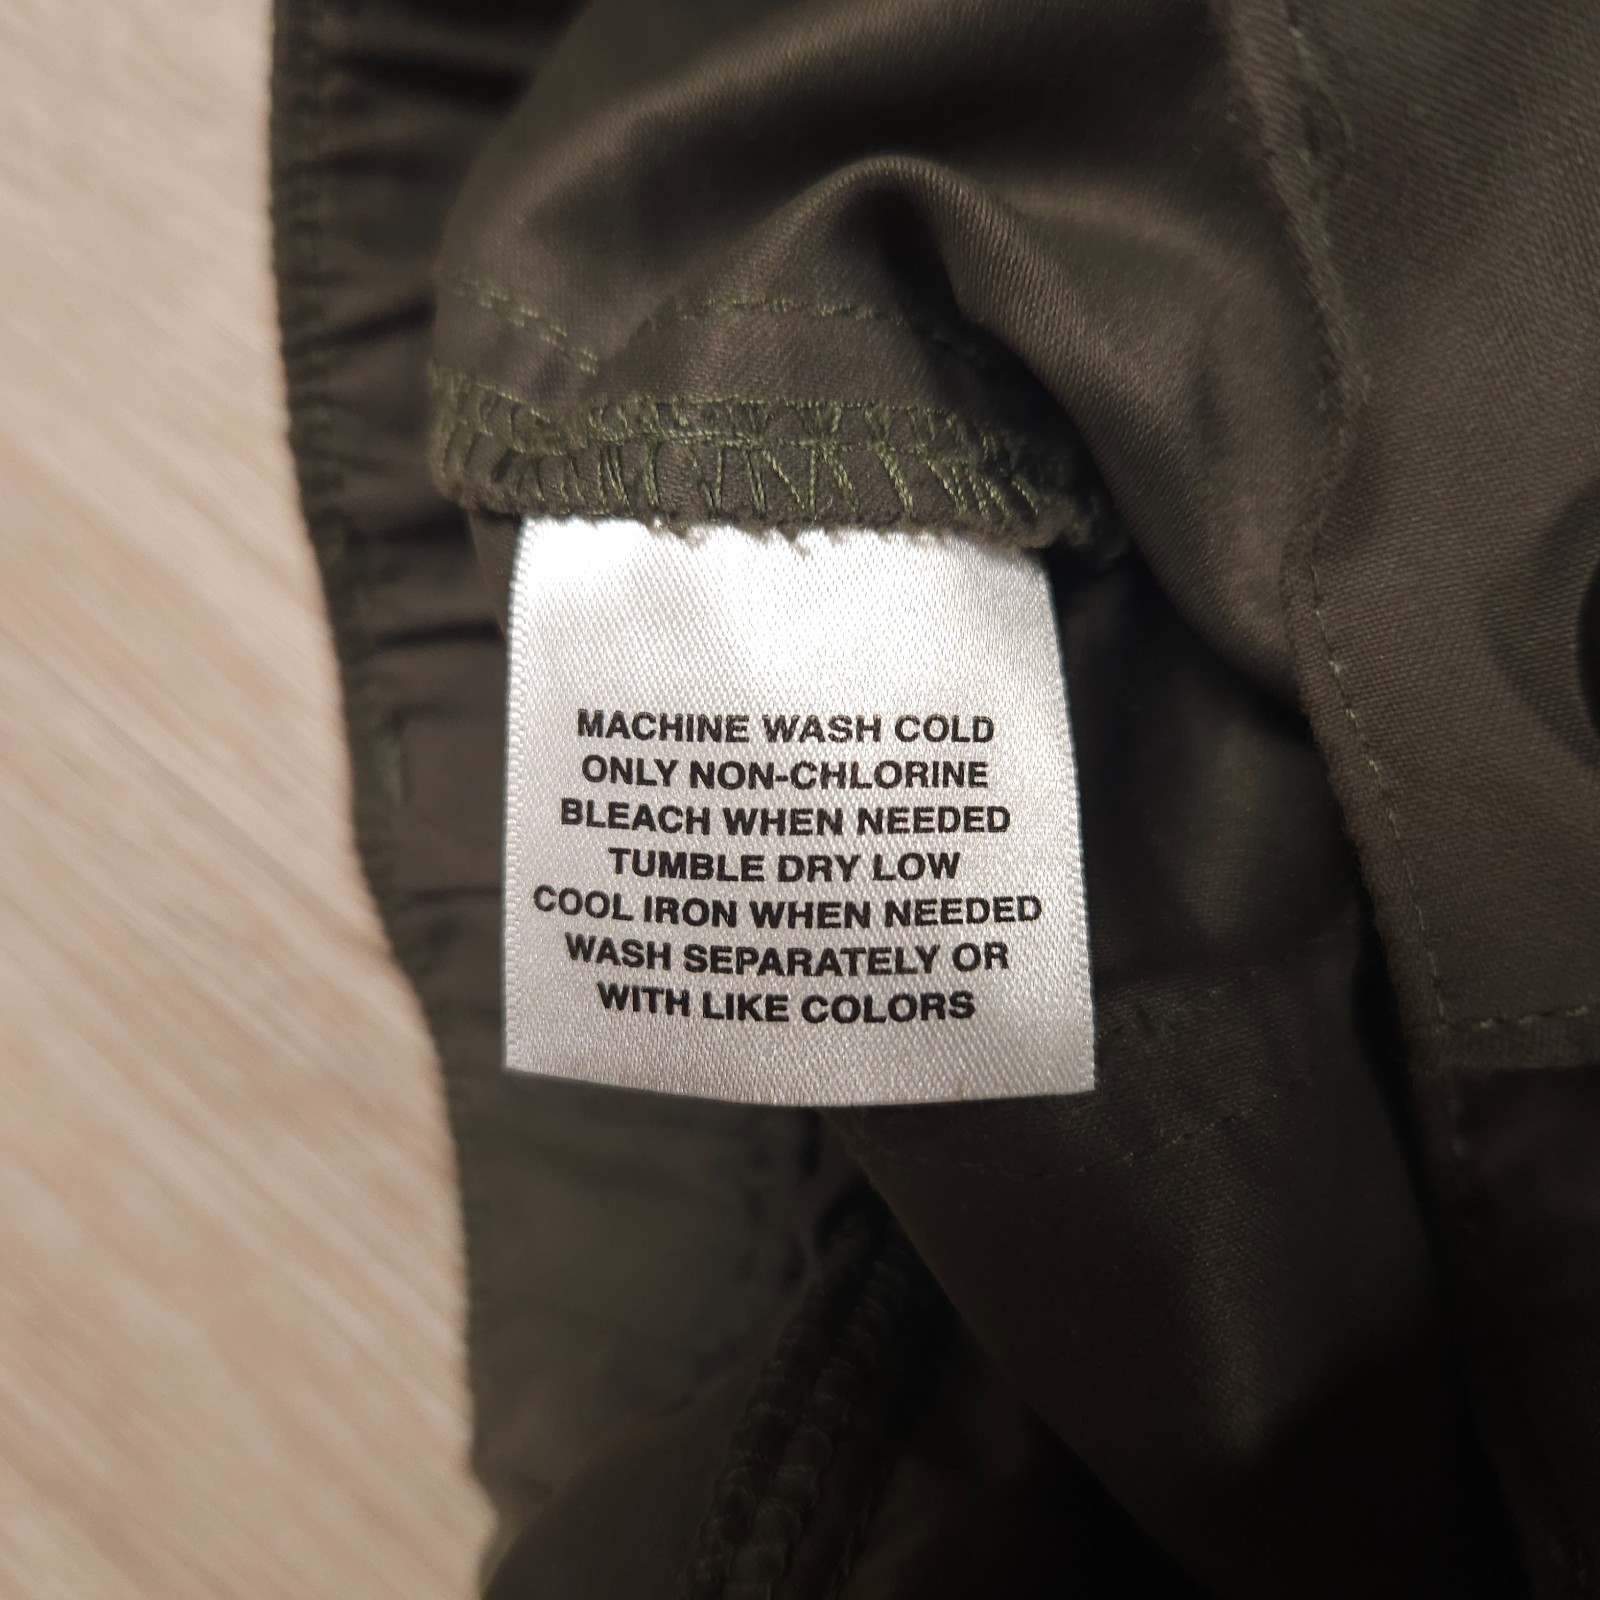 MACHINE WASH COLD
ONLY NON-CHLORINE
BLEACH WHEN NEEDED
TUMBLE DRY LOW
COOL IRON WHEN NEEDED
WASH SEPARATELY OR
WITH LIKE COLORS